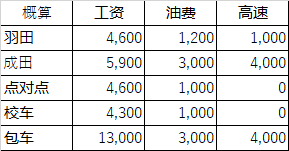 概算 工资 油费 高速
羽田 4,600 1,200 1,000
成田 5,900 3,000 4,000
点对点 4,600 1,000 0
校车 4,300 1,000 0
包车 13,000 3,000 4,000